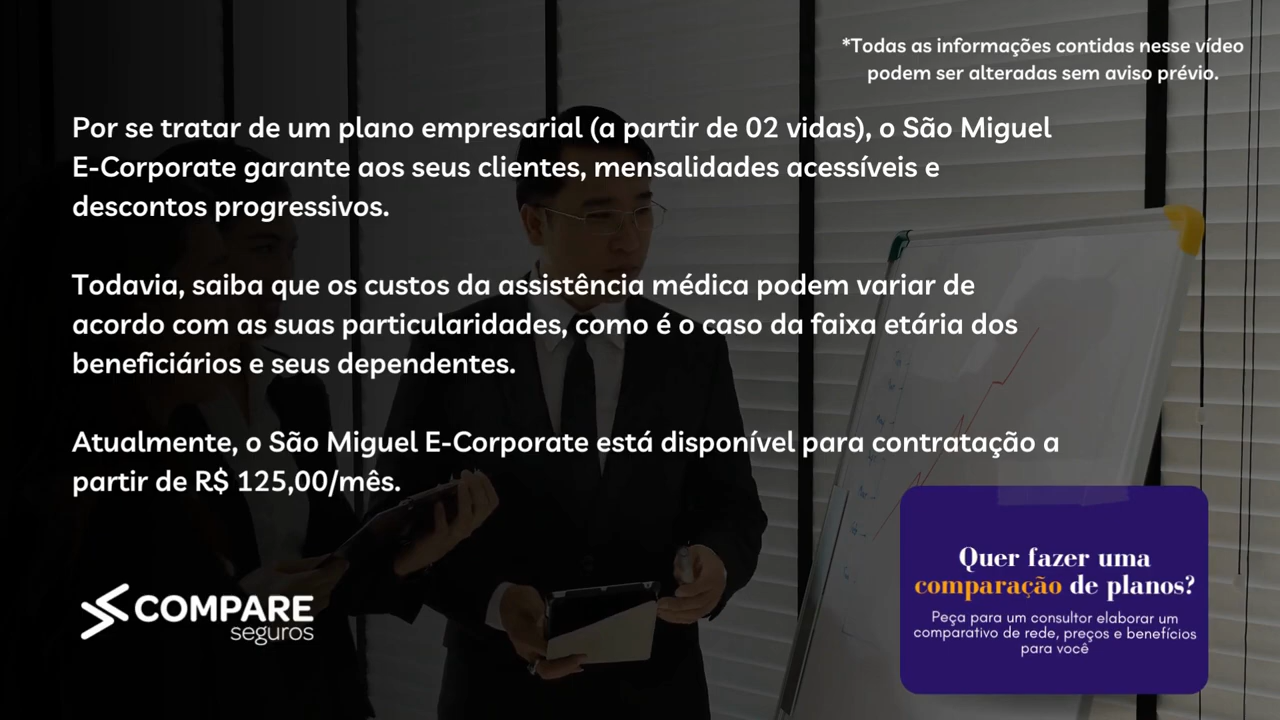 *Todas as informações contidas nesse vídeo
podem ser alteradas sem aviso prévio.
Por se tratar de um plano empresarial (a partir de 02 vidas), o São Miguel
E-Corporate garante aos seus clientes, mensalidades acessíveis e
descontos progressivos.
Todavia, saiba que os custos da assistência médica podem variar de
acordo com as suas particularidades, como é o caso da faixa etária dos
beneficiários e seus dependentes.
Atualmente, o São Miguel E-Corporate está disponível para contratação a
partir de R$ 125,00/mês.
COMPARE
seguros
Quer fazer uma
comparação de planos?
Peça para um consultor elaborar um
comparativo de rede, preços e benefícios
para você